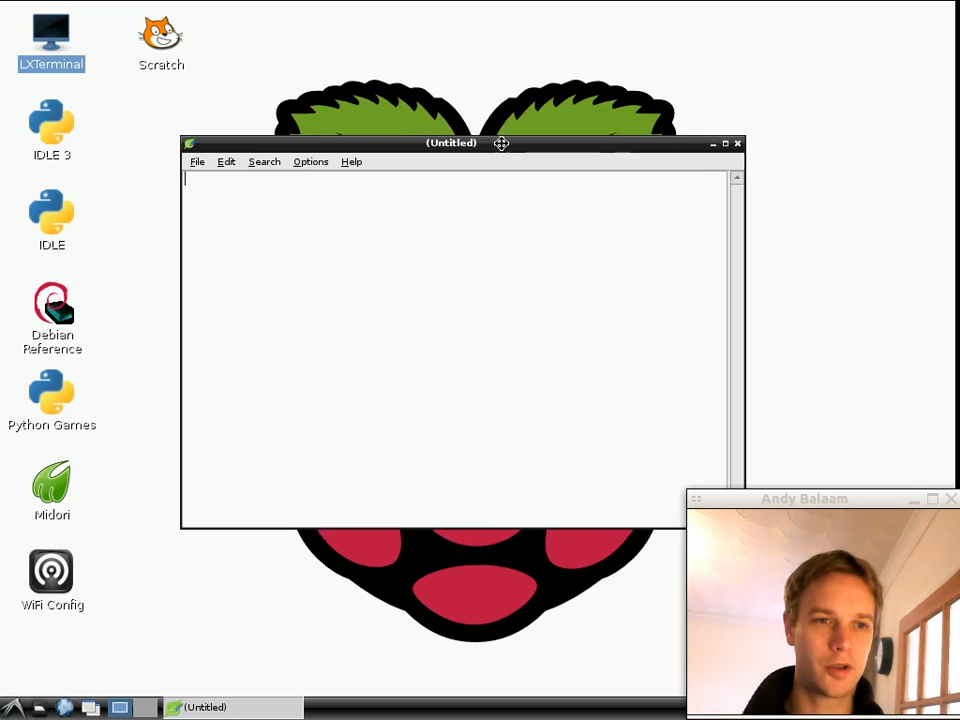 LXTerminal
Scratch
IDLE 3
IDLE
Debian
Reference
Python Games
Midori
WiFi Config
(Untitled)
File Edit Search Options Help
Andy Balaam
(Untitled)